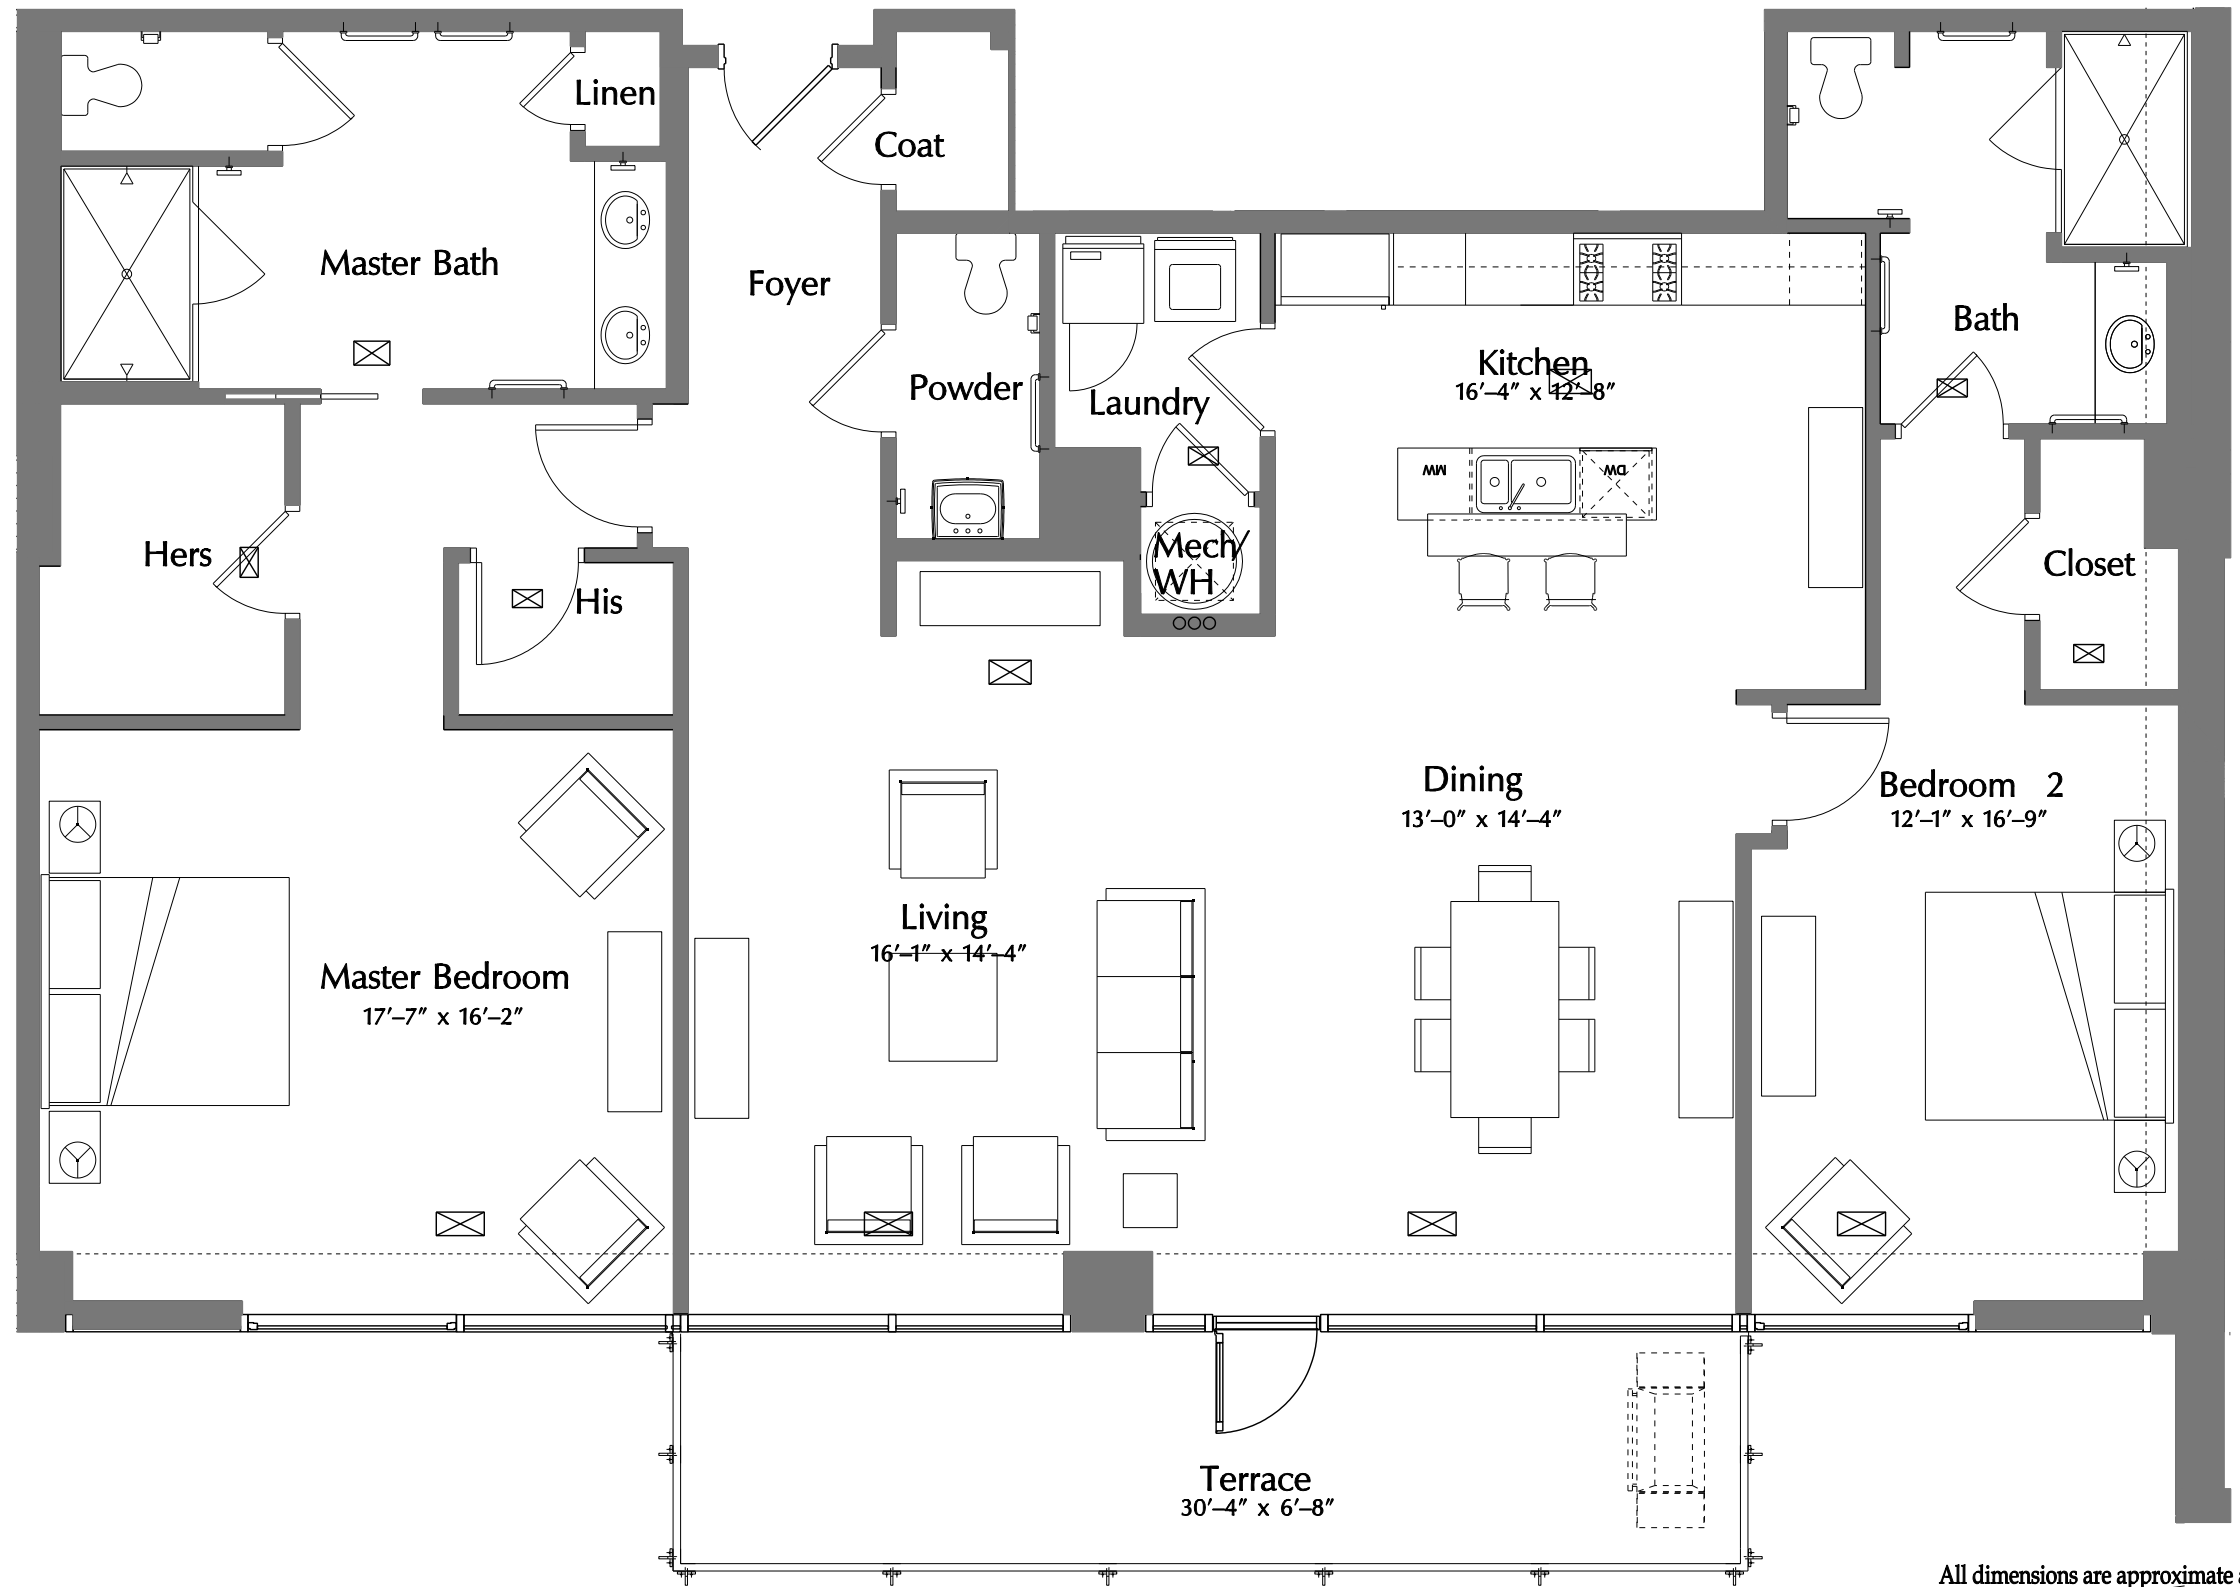 Linen
Coat
Master Bath
Foyer
Bath
Kitchen
16'–4" x 12'–8"
Powder
Laundry
MW
DW
Hers
Mech/
WH
His
Closet
Dining
13'–0" x 14'–4"
Bedroom 2
12'–1" x 16'–9"
Living
16'–1" x 14'–4"
Master Bedroom
17'–7" x 16'–2"
Terrace
30'–4" x 6'–8"
All dimensions are approximate